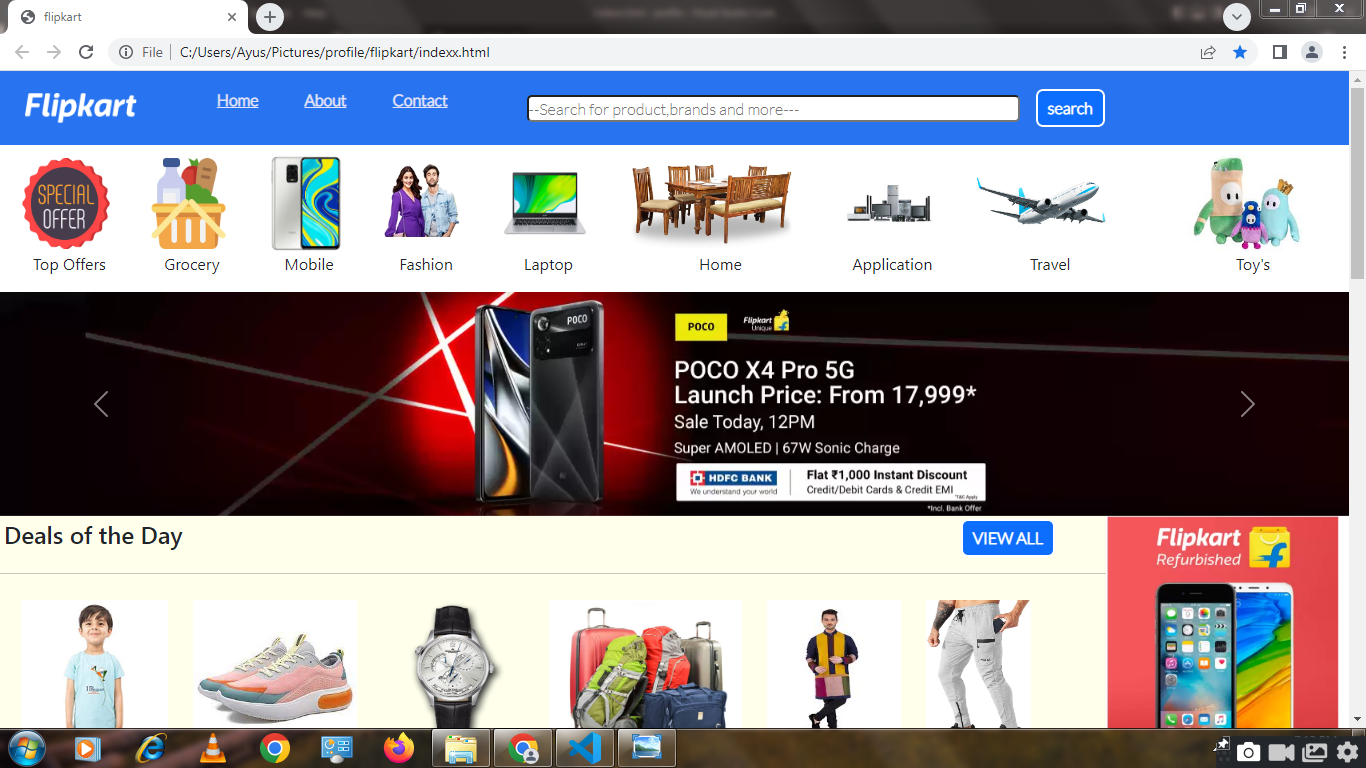 flipkart
File
C:/Users/Ayus/Pictures/profile/flipkart/indexx.html
Flipkart
Home About Contact
--Search for product,brands and more---
search
SPECIAL
OFFER
Top Offers Grocery Mobile Fashion Laptop Home Application Travel Toy's
POCO
POCO
Flipkart
Unique
POCO X4 Pro 5G
Launch Price: From 17,999*
Sale Today, 12PM
Super AMOLED | 67W Sonic Charge
HDFC BANK
We understand your world
Flat ₹1,000 Instant Discount
Credit/Debit Cards & Credit EMI
*T&C Apply
*Incl. Bank Offer
Deals of the Day
VIEW ALL
Flipkart
Refurbished